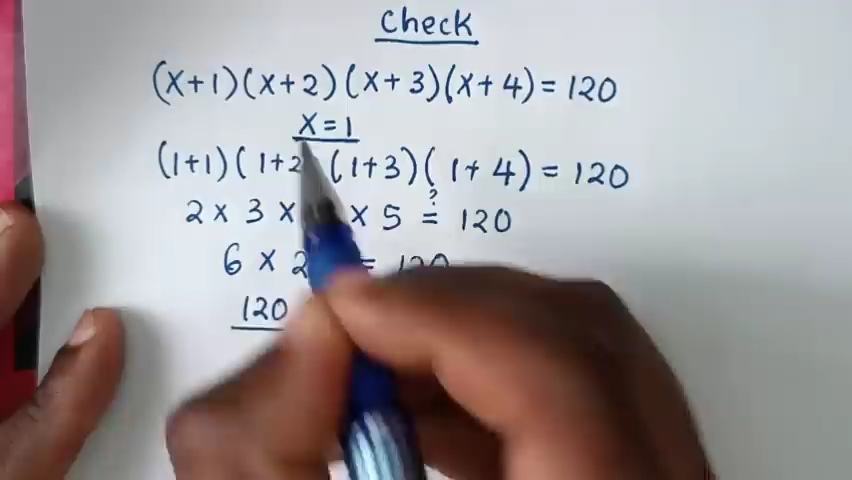 Check
(x+1)(x+2)(x+3)(x+4)=120
x=1
(1+1)(1+2 (1+3)(1+4)=120
2 x 3 x x 5 ?= 120
6 x 2 = 120
120